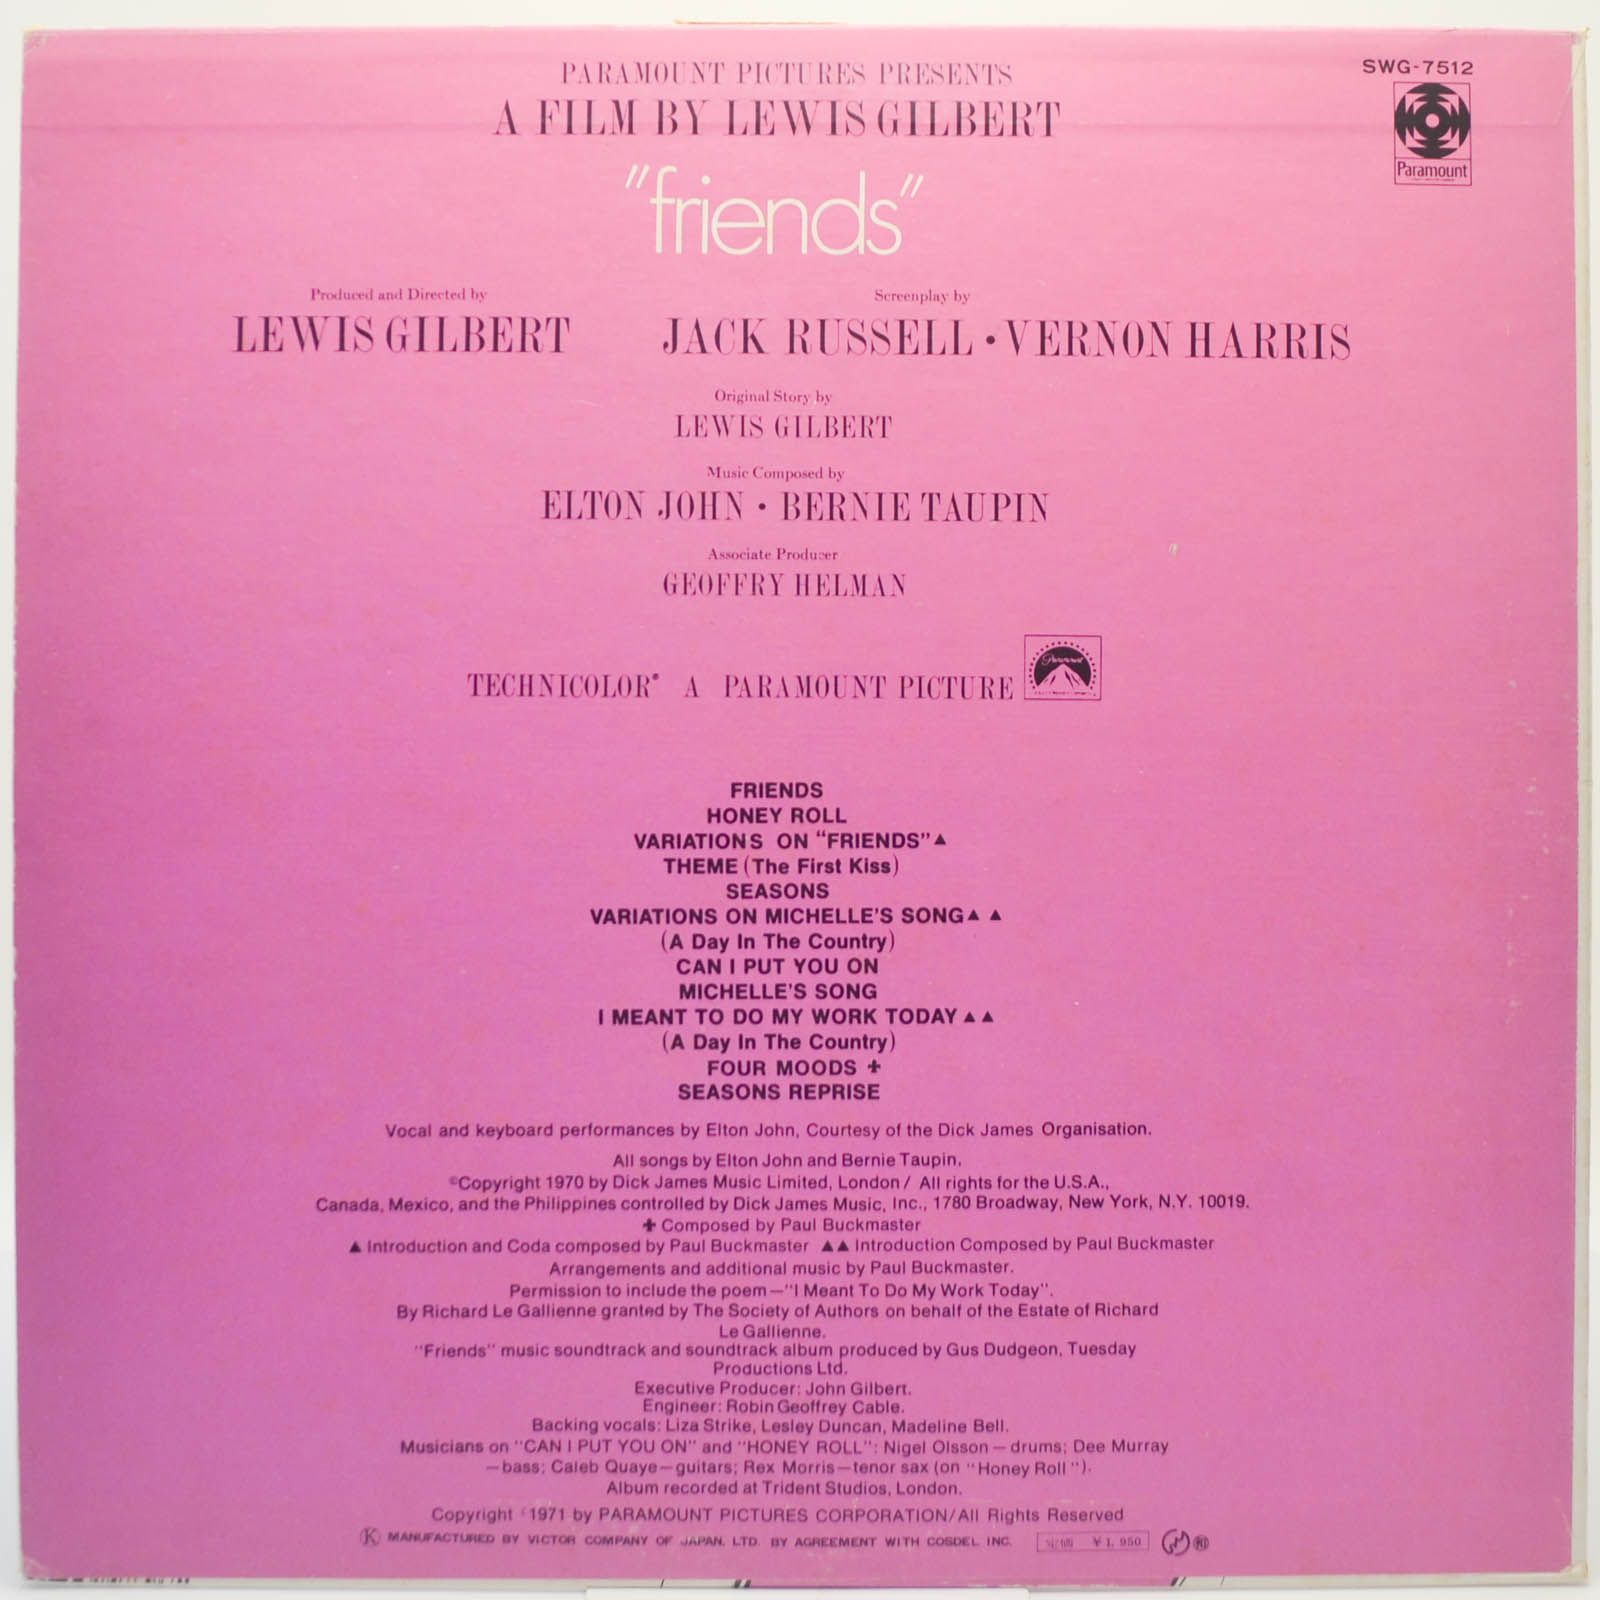 PARAMOUNT PICTURES PRESENTS
SWG-7512
A FILM BY LEWIS GILBERT
Paramount
"friends"
Produced and Directed by
Screenplay by
LEWIS GILBERT
JACK RUSSELL • VERNON HARRIS
Original Story by
LEWIS GILBERT
Music Composed by
ELTON JOHN • BERNIE TAUPIN
Associate Producer
GEOFFRY HELMAN
TECHNICOLOR® A PARAMOUNT PICTURE
Paramount
FRIENDS
HONEY ROLL
VARIATIONS ON "FRIENDS"▲
THEME (The First Kiss)
SEASONS
VARIATIONS ON MICHELLE'S SONG▲ ▲
(A Day In The Country)
CAN I PUT YOU ON
MICHELLE'S SONG
I MEANT TO DO MY WORK TODAY ▲ ▲
(A Day In The Country)
FOUR MOODS ✚
SEASONS REPRISE
Vocal and keyboard performances by Elton John, Courtesy of the Dick James Organisation.
All songs by Elton John and Bernie Taupin.
©Copyright 1970 by Dick James Music Limited, London / All rights for the U.S.A.,
Canada, Mexico, and the Philippines controlled by Dick James Music, Inc., 1780 Broadway, New York, N.Y. 10019.
✚ Composed by Paul Buckmaster
▲ Introduction and Coda composed by Paul Buckmaster ▲▲ Introduction Composed by Paul Buckmaster
Arrangements and additional music by Paul Buckmaster.
Permission to include the poem—"I Meant To Do My Work Today".
By Richard Le Gallienne granted by The Society of Authors on behalf of the Estate of Richard
Le Gallienne.
"Friends" music soundtrack and soundtrack album produced by Gus Dudgeon, Tuesday
Productions Ltd.
Executive Producer: John Gilbert.
Engineer: Robin Geoffrey Cable.
Backing vocals: Liza Strike, Lesley Duncan, Madeline Bell.
Musicians on "CAN I PUT YOU ON" and "HONEY ROLL": Nigel Olsson — drums; Dee Murray
—bass; Caleb Quaye—guitars; Rex Morris—tenor sax (on "Honey Roll").
Album recorded at Trident Studios, London.
Copyright ©1971 by PARAMOUNT PICTURES CORPORATION/All Rights Reserved
Ⓚ MANUFACTURED BY VICTOR COMPANY OF JAPAN, LTD. BY AGREEMENT WITH COSDEL INC. 定価 ¥1,950